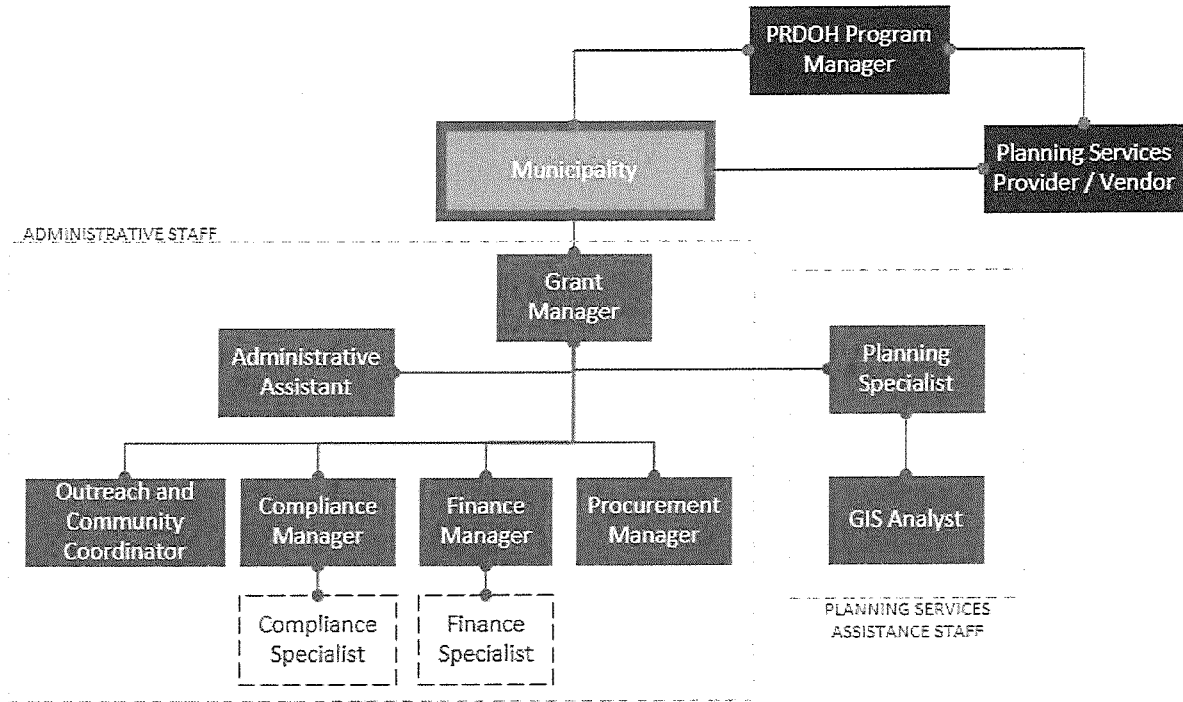 PRDOH Program
Manager
Municipality
Planning Services
Provider / Vendor
ADMINISTRATIVE STAFF
Grant
Manager
Administrative
Assistant
Planning
Specialist
Outreach and
Community
Coordinator
Compliance
Manager
Finance
Manager
Procurement
Manager
GIS Analyst
Compliance
Specialist
Finance
Specialist
PLANNING SERVICES
ASSISTANCE STAFF